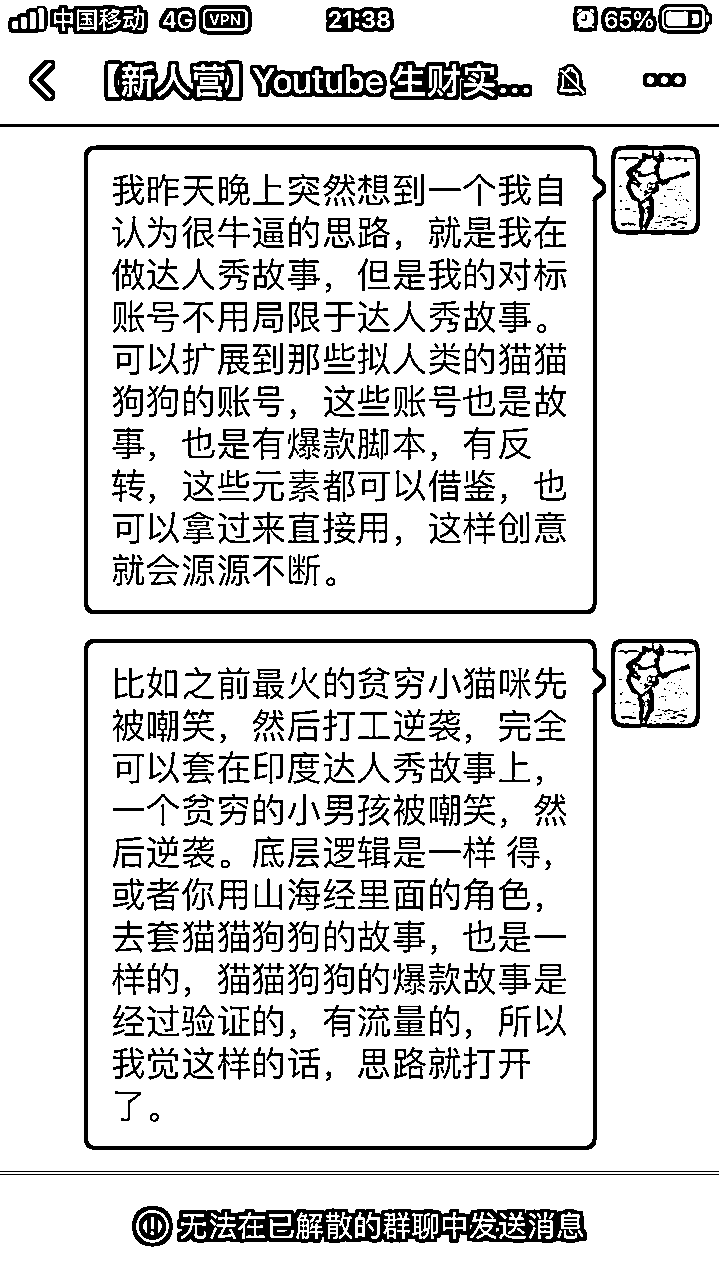 中国移动 4G VPN 21:38 65%
【新人营】Youtube 生财实...
我昨天晚上突然想到一个我自
认为很牛逼的思路，就是我在
做达人秀故事，但是我的对标
账号不用局限于达人秀故事。
可以扩展到那些拟人类的猫猫
狗狗的账号，这些账号也是故
事，也是有爆款脚本，有反
转，这些元素都可以借鉴，也
可以拿过来直接用，这样创意
就会源源不断。
比如之前最火的贫穷小猫咪先
被嘲笑，然后打工逆袭，完全
可以套在印度达人秀故事上，
一个贫穷的小男孩被嘲笑，然
后逆袭。底层逻辑是一样 得，
或者你用山海经里面的角色，
去套猫猫狗狗的故事，也是一
样的，猫猫狗狗的爆款故事是
经过验证的，有流量的，所以
我觉这样的话，思路就打开
了。
无法在已解散的群聊中发送消息